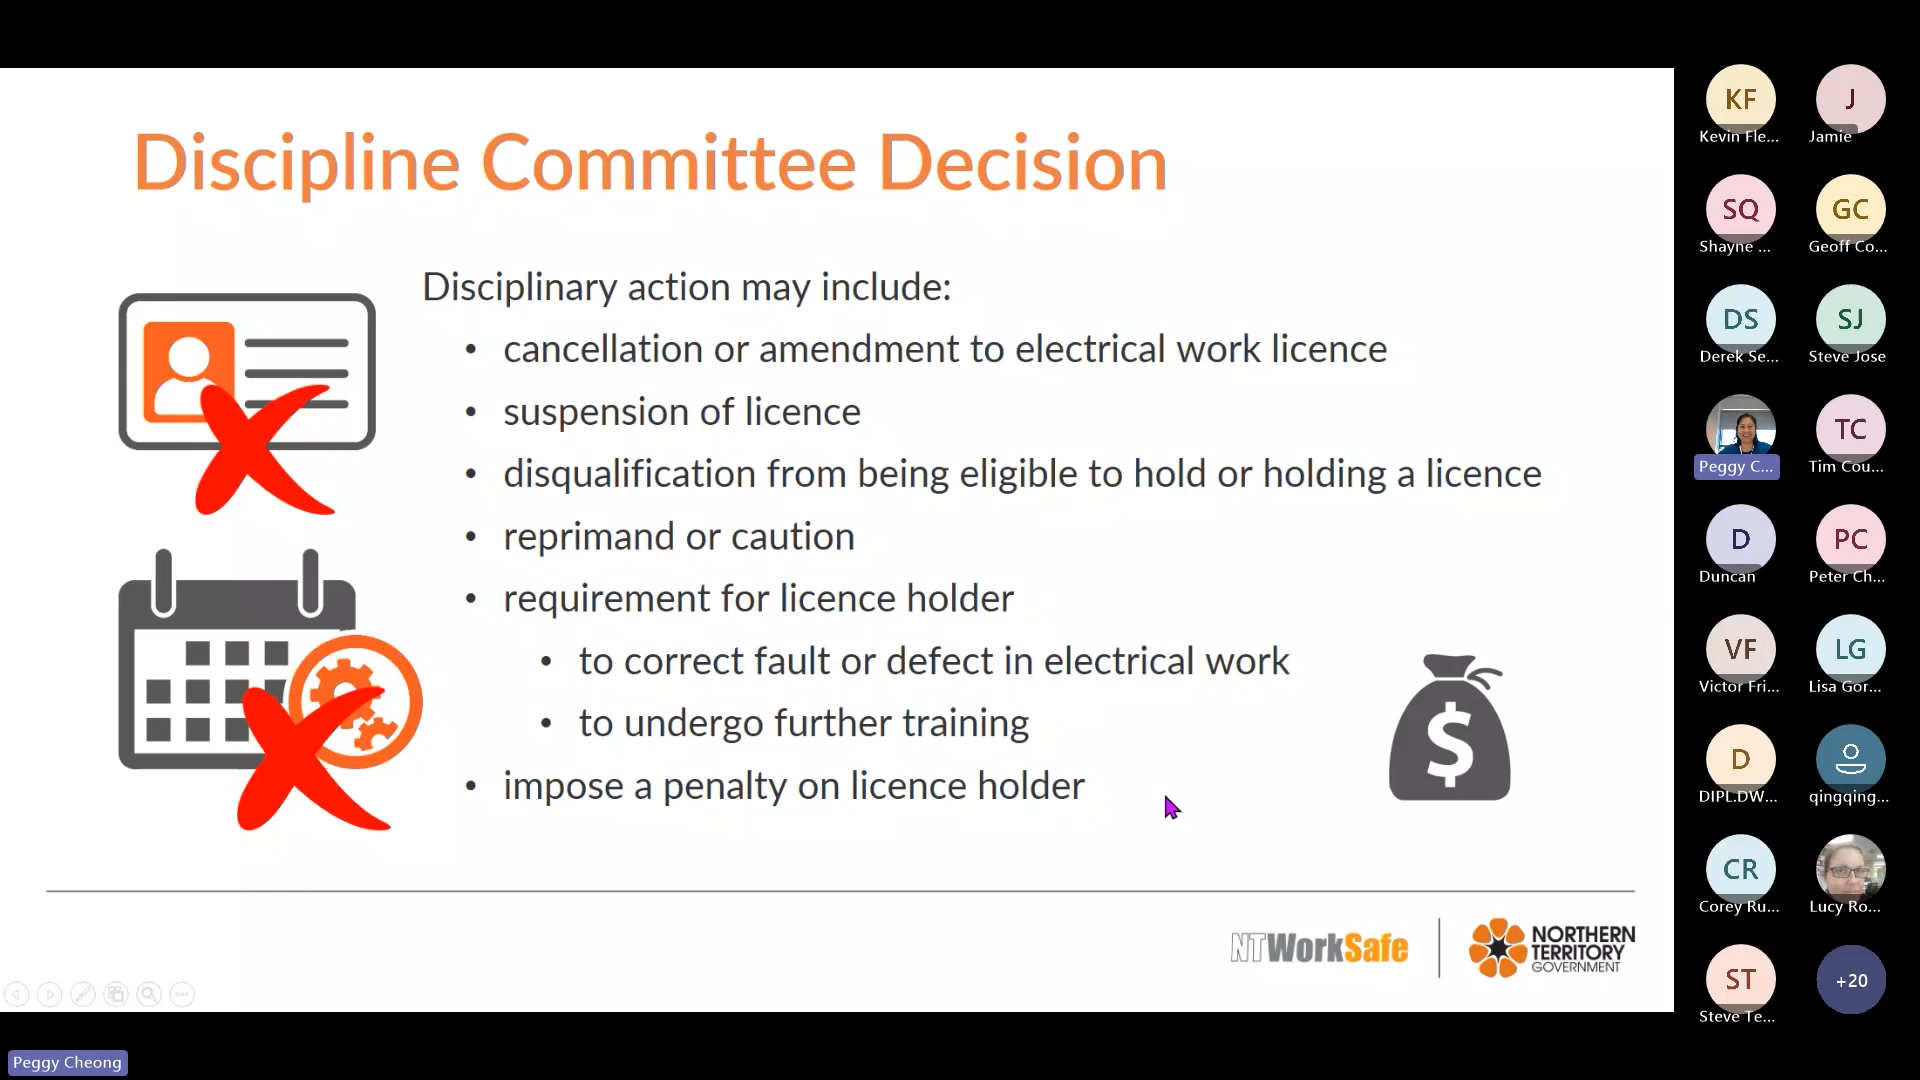 Discipline Committee Decision
Disciplinary action may include:
• cancellation or amendment to electrical work licence
• suspension of licence
• disqualification from being eligible to hold or holding a licence
• reprimand or caution
• requirement for licence holder
• to correct fault or defect in electrical work
• to undergo further training
• impose a penalty on licence holder
$
NTWorkSafe
NORTHERN
TERRITORY
GOVERNMENT
Peggy Cheong
KF
Kevin Fle...
J
Jamie
SQ
Shayne ...
GC
Geoff Co...
DS
Derek Se...
SJ
Steve Jose
Peggy C...
TC
Tim Cou...
D
Duncan
PC
Peter Ch...
VF
Victor Fri...
LG
Lisa Gor...
D
DIPL.DW...
qingqing...
CR
Corey Ru...
Lucy Ro...
ST
Steve Te...
+20